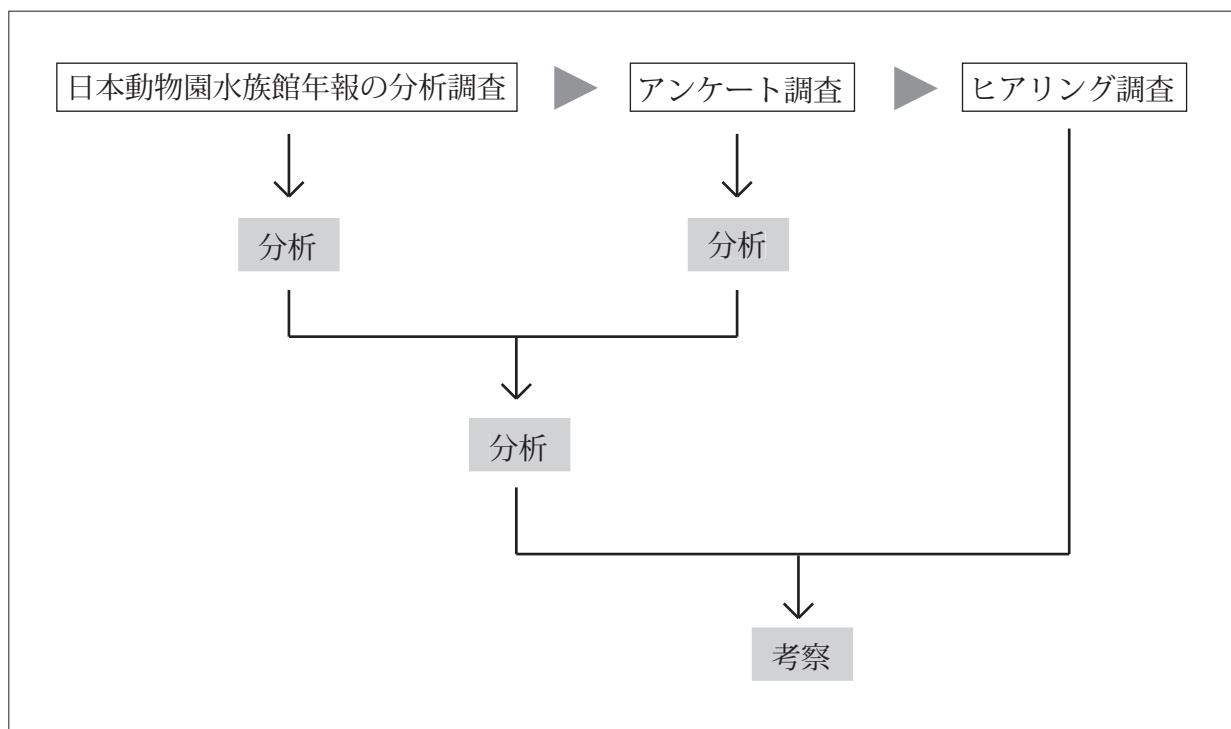 日本動物園水族館年報の分析調査
アンケート調査
ヒアリング調査
分析
分析
分析
考察